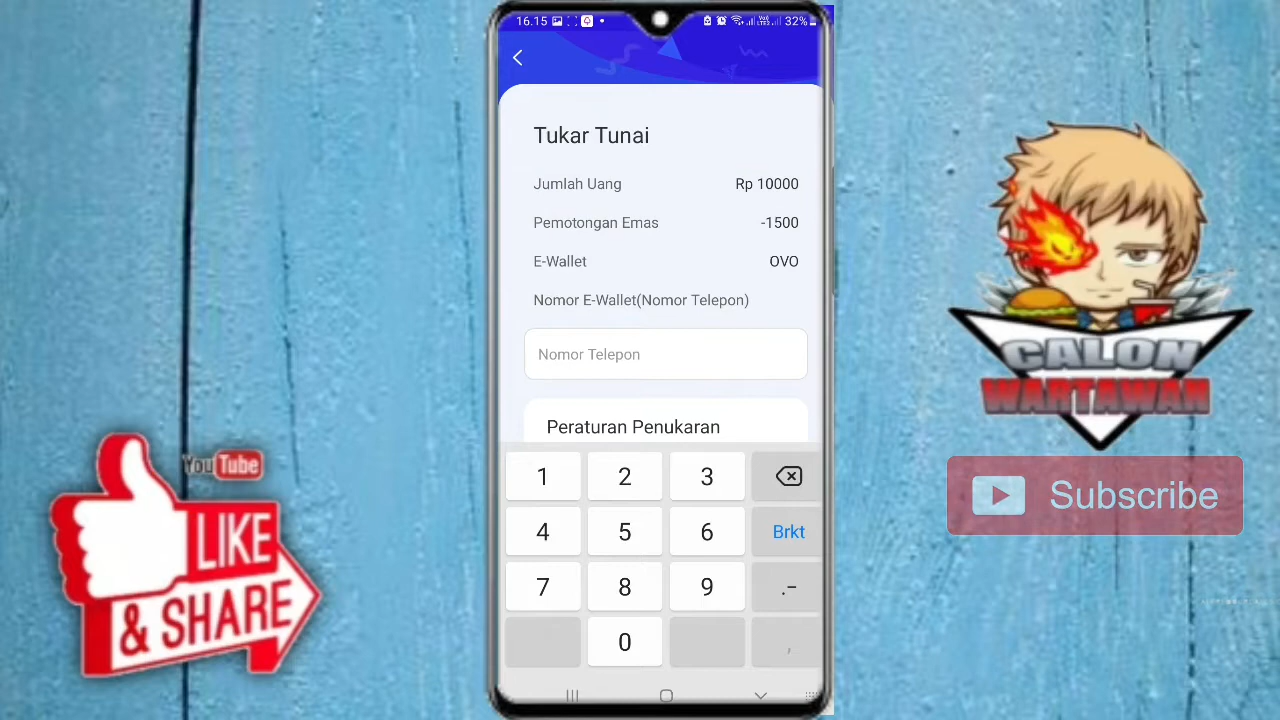 16.15
32%
Tukar Tunai
Jumlah Uang Rp 10000
Pemotongan Emas -1500
E-Wallet OVO
Nomor E-Wallet(Nomor Telepon)
Nomor Telepon
Peraturan Penukaran
1 2 3
4 5 6 Brkt
7 8 9 .-
0 ,
YouTube
LIKE
& SHARE
CALON
WARTAWAN
Subscribe